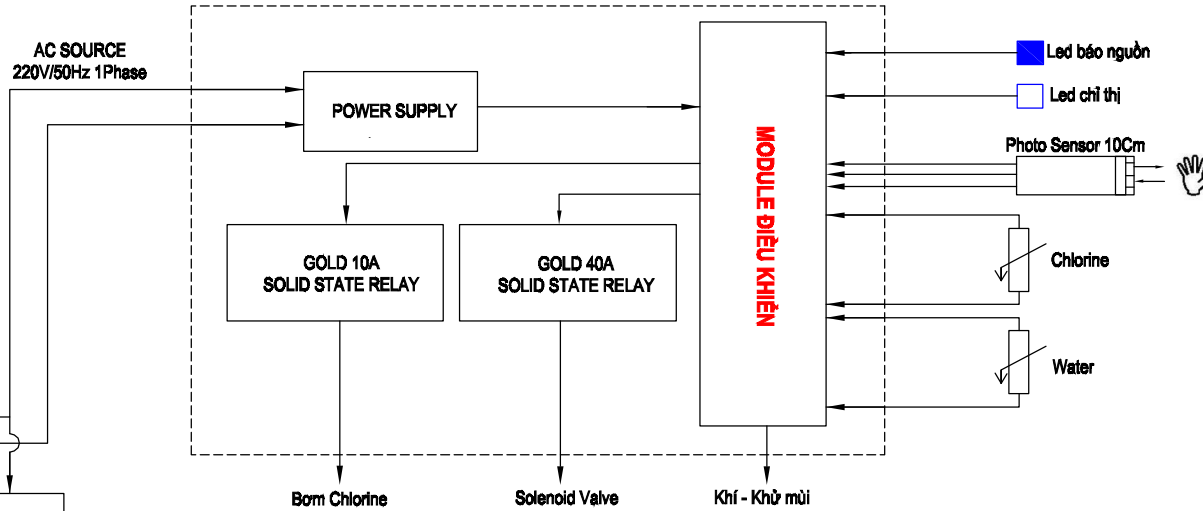 AC SOURCE
220V/50Hz 1Phase
POWER SUPPLY
GOLD 10A
SOLID STATE RELAY
GOLD 40A
SOLID STATE RELAY
MODULE ĐIỀU KHIỂN
Led báo nguồn
Led chỉ thị
Photo Sensor 10Cm
Chlorine
Water
Bơm Chlorine
Solenoid Valve
Khí - Khử mùi